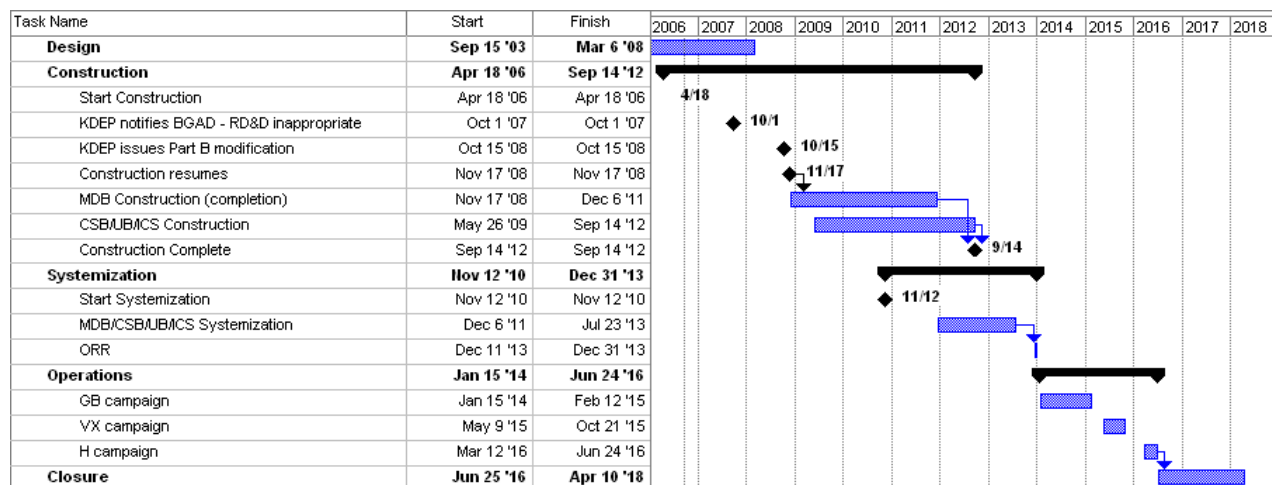 Task Name Start Finish 2006 2007 2008 2009 2010 2011 2012 2013 2014 2015 2016 2017 2018
Design Sep 15 '03 Mar 6 '08
Construction Apr 18 '06 Sep 14 '12
Start Construction Apr 18 '06 Apr 18 '06 4/18
KDEP notifies BGAD - RD&D inappropriate Oct 1 '07 Oct 1 '07 10/1
KDEP issues Part B modification Oct 15 '08 Oct 15 '08 10/15
Construction resumes Nov 17 '08 Nov 17 '08 11/17
MDB Construction (completion) Nov 17 '08 Dec 6 '11
CSB/UB/ICS Construction May 26 '09 Sep 14 '12
Construction Complete Sep 14 '12 Sep 14 '12 9/14
Systemization Nov 12 '10 Dec 31 '13
Start Systemization Nov 12 '10 Nov 12 '10 11/12
MDB/CSB/UB/ICS Systemization Dec 6 '11 Jul 23 '13
ORR Dec 11 '13 Dec 31 '13
Operations Jan 15 '14 Jun 24 '16
GB campaign Jan 15 '14 Feb 12 '15
VX campaign May 9 '15 Oct 21 '15
H campaign Mar 12 '16 Jun 24 '16
Closure Jun 25 '16 Apr 10 '18